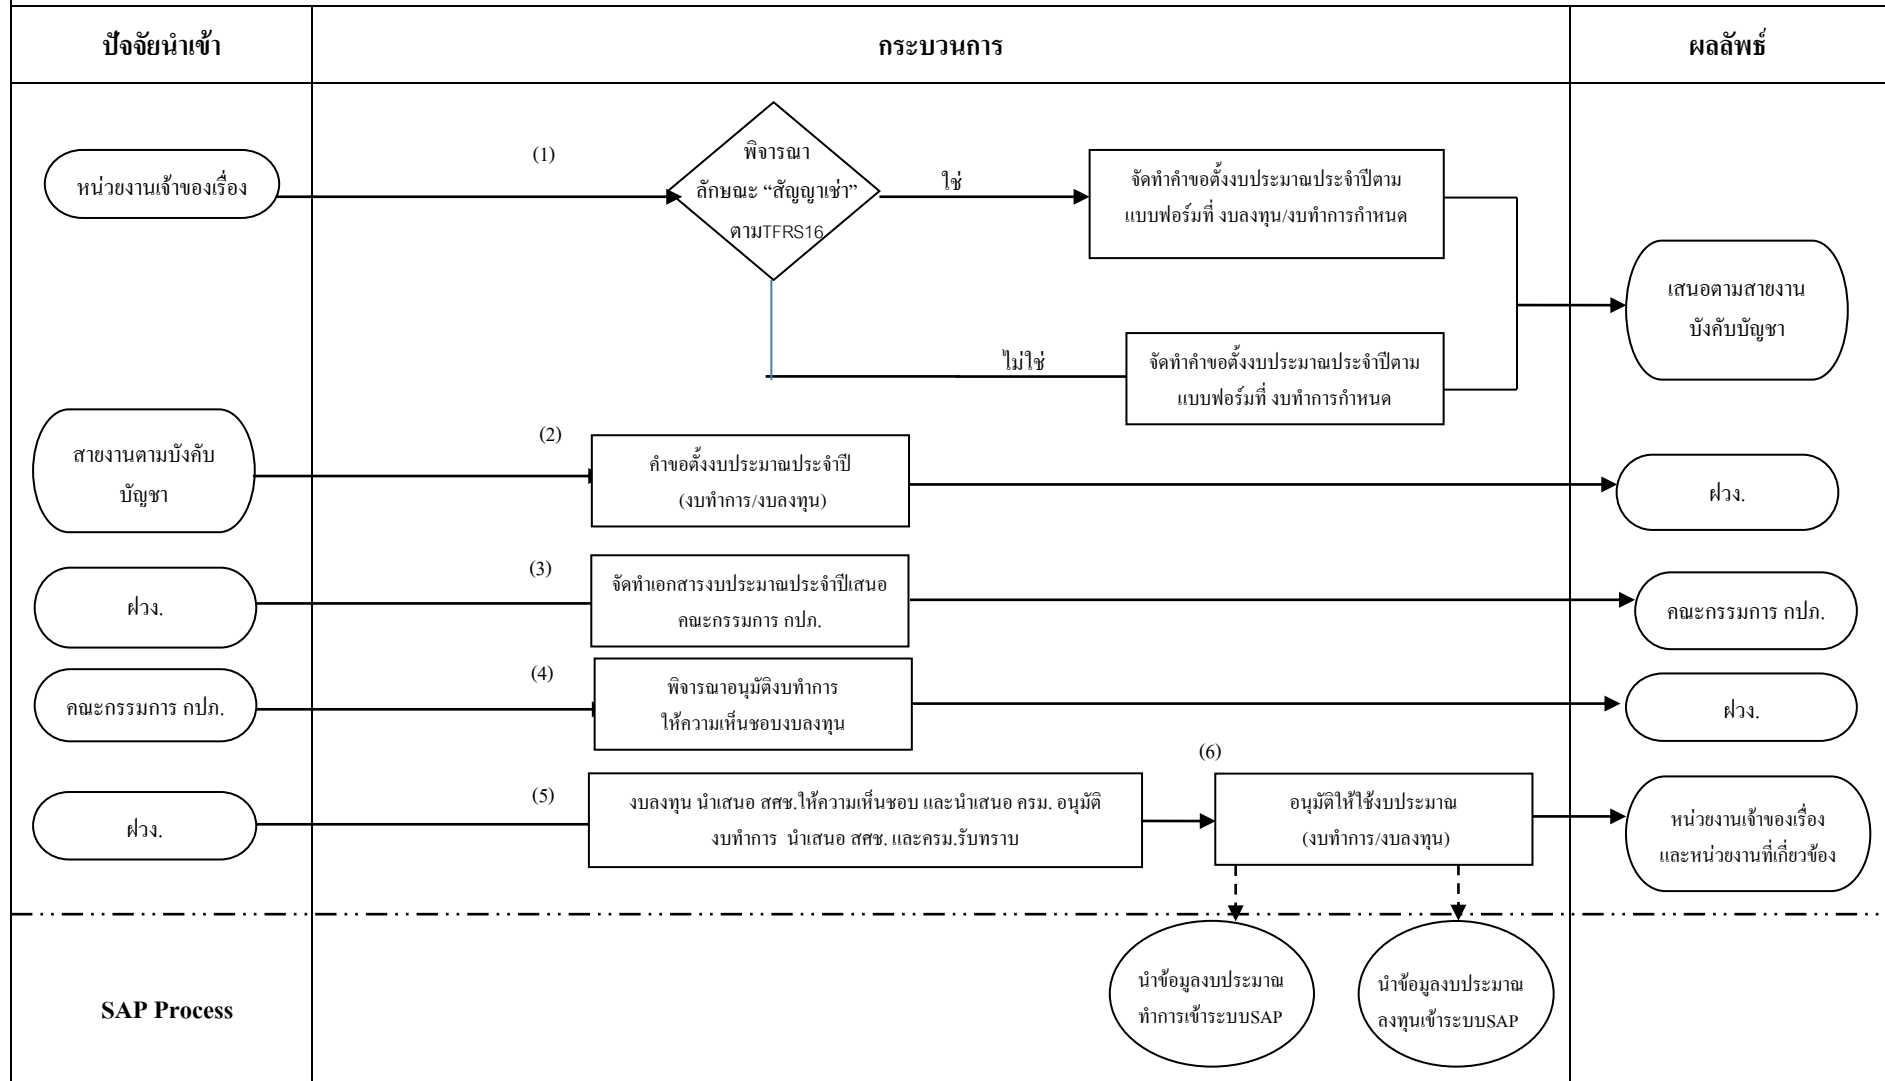 ปัจจัยนำเข้า
กระบวนการ
ผลลัพธ์
หน่วยงานเจ้าของเรื่อง
(1)
พิจารณา
ลักษณะ “สัญญาเช่า”
ตามTFRS16
ใช่
จัดทำคำขอตั้งงบประมาณประจำปีตาม
แบบฟอร์มที่ งบลงทุน/งบทำการกำหนด
เสนอตามสายงาน
บังคับบัญชา
ไม่ใช่
จัดทำคำขอตั้งงบประมาณประจำปีตาม
แบบฟอร์มที่ งบทำการกำหนด
สายงานตามบังคับ
บัญชา
(2)
คำขอตั้งงบประมาณประจำปี
(งบทำการ/งบลงทุน)
ฝวง.
ฝวง.
(3)
จัดทำเอกสารงบประมาณประจำปีเสนอ
คณะกรรมการ กปภ.
คณะกรรมการ กปภ.
คณะกรรมการ กปภ.
(4)
พิจารณาอนุมัติงบทำการ
ให้ความเห็นชอบงบลงทุน
ฝวง.
ฝวง.
(5)
งบลงทุน นำเสนอ สศช.ให้ความเห็นชอบ และนำเสนอ ครม. อนุมัติ
งบทำการ นำเสนอ สศช. และครม.รับทราบ
(6)
อนุมัติให้ใช้งบประมาณ
(งบทำการ/งบลงทุน)
หน่วยงานเจ้าของเรื่อง
และหน่วยงานที่เกี่ยวข้อง
SAP Process
นำข้อมูลงบประมาณ
ทำการเข้าระบบSAP
นำข้อมูลงบประมาณ
ลงทุนเข้าระบบSAP